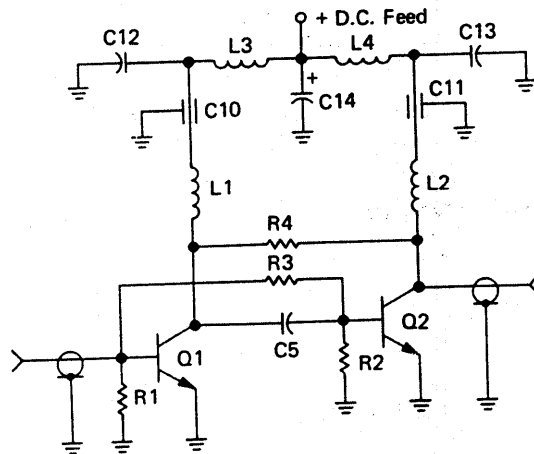 + D.C. Feed
C12
L3
L4
C13
+
C10
C14
C11
L1
L2
R4
R3
Q1
C5
R2
Q2
R1